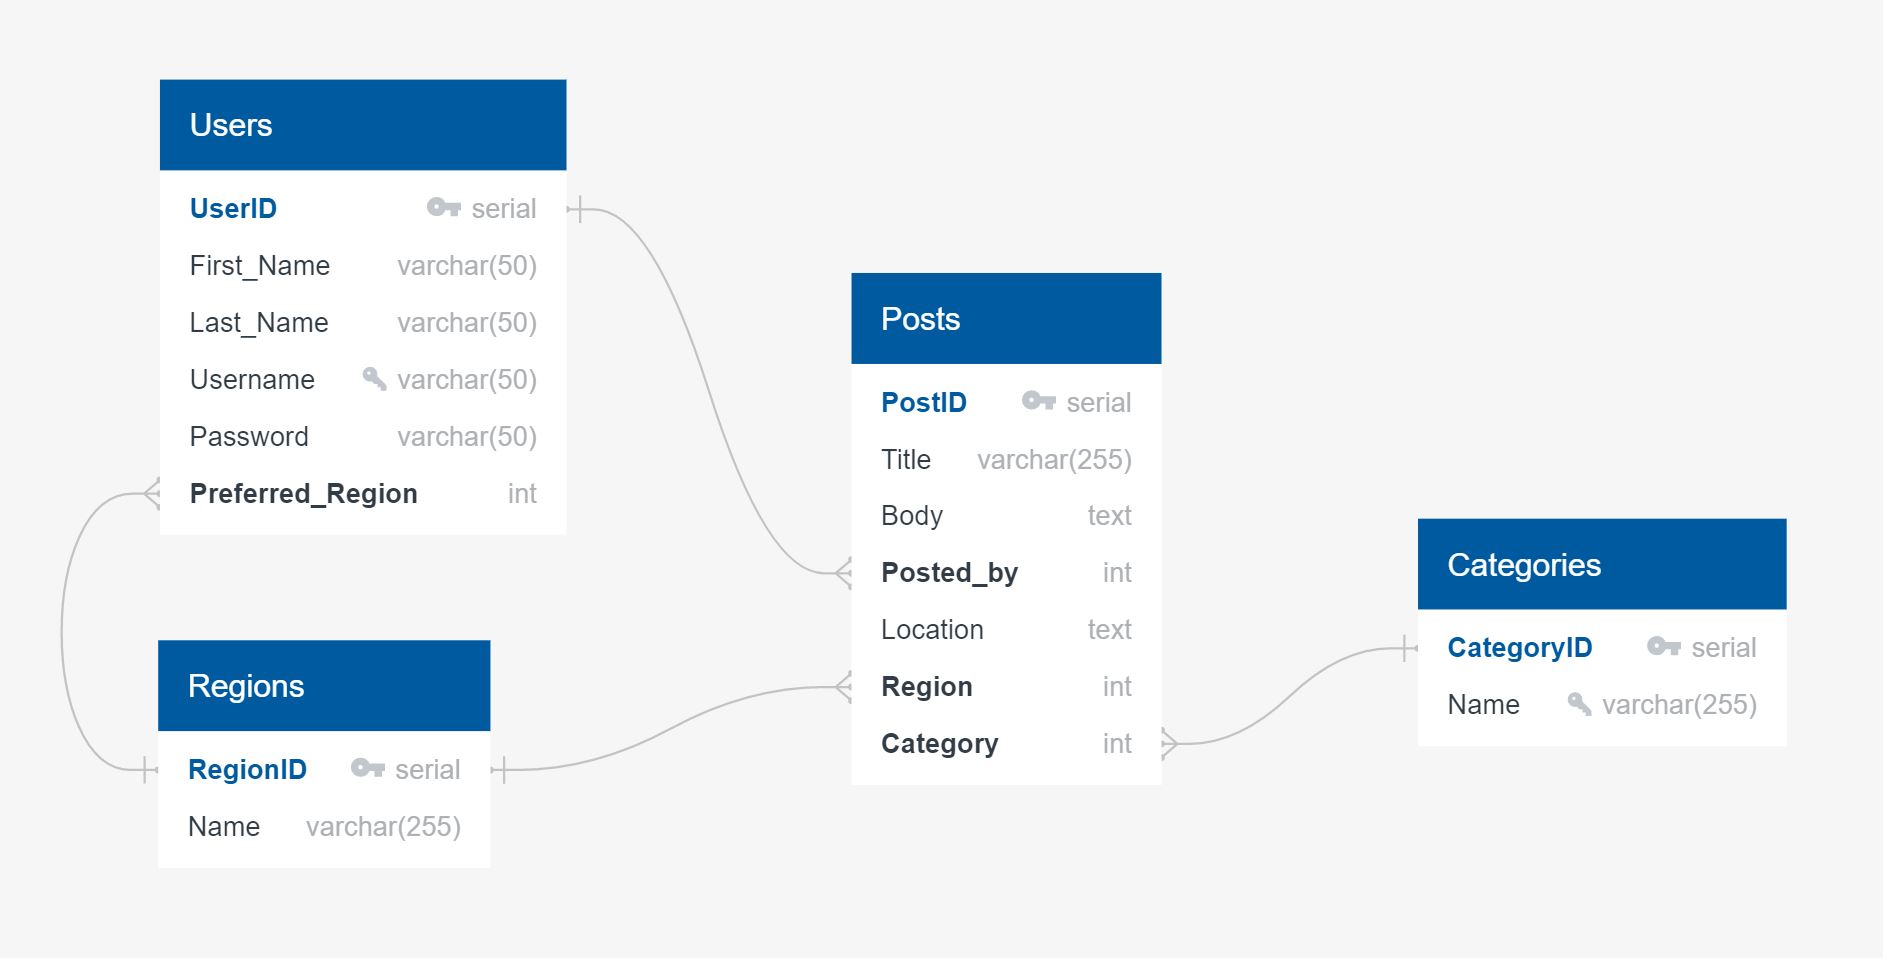 Users
UserID serial
First_Name varchar(50)
Last_Name varchar(50)
Username varchar(50)
Password varchar(50)
Preferred_Region int
Regions
RegionID serial
Name varchar(255)
Posts
PostID serial
Title varchar(255)
Body text
Posted_by int
Location text
Region int
Category int
Categories
CategoryID serial
Name varchar(255)